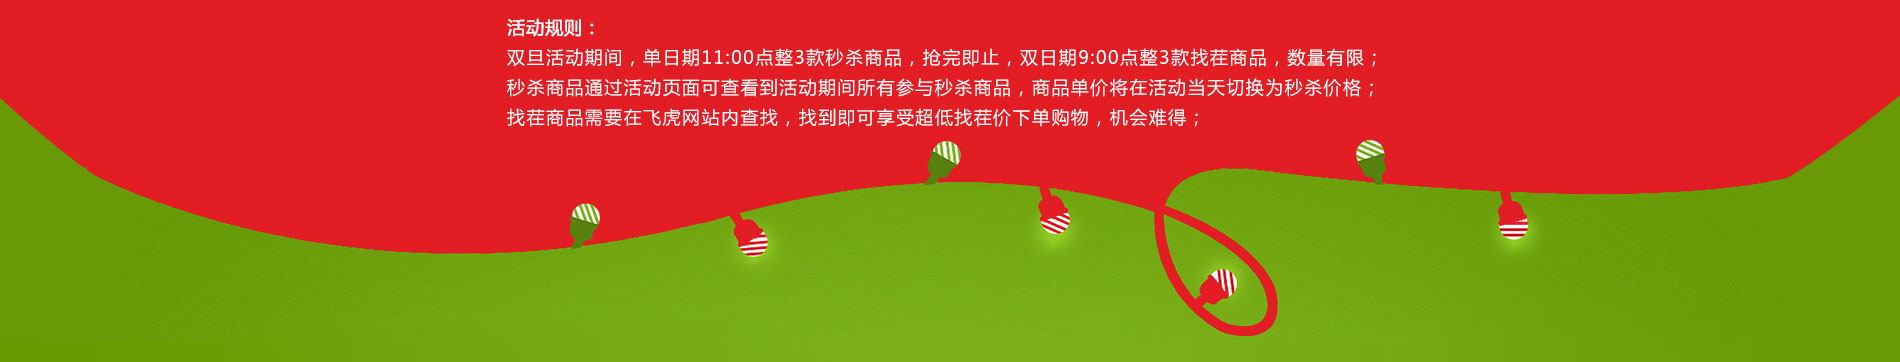 活动规则：
双旦活动期间，单日期11:00点整3款秒杀商品，抢完即止，双日期9:00点整3款找茬商品，数量有限；
秒杀商品通过活动页面可查看到活动期间所有参与秒杀商品，商品单价将在活动当天切换为秒杀价格；
找茬商品需要在飞虎网站内查找，找到即可享受超低找茬价下单购物，机会难得；